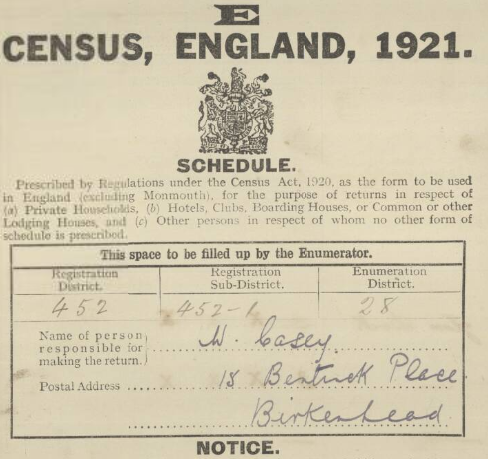 E
CENSUS, ENGLAND, 1921.
SCHEDULE.
Prescribed by Regulations under the Census Act, 1920, as the form to be used
in England (excluding Monmouth), for the purpose of returns in respect of
(a) Private Households, (b) Hotels, Clubs, Boarding Houses, or Common or other
Lodging Houses, and (c) Other persons in respect of whom no other form of
schedule is prescribed.
This space to be filled up by the Enumerator.
Registration District. Registration Sub-District. Enumeration District.
452 452-1 28
Name of person responsible for making the return. W. Casey.
Postal Address 18 Bentinck Place
Birkenhead.
NOTICE.